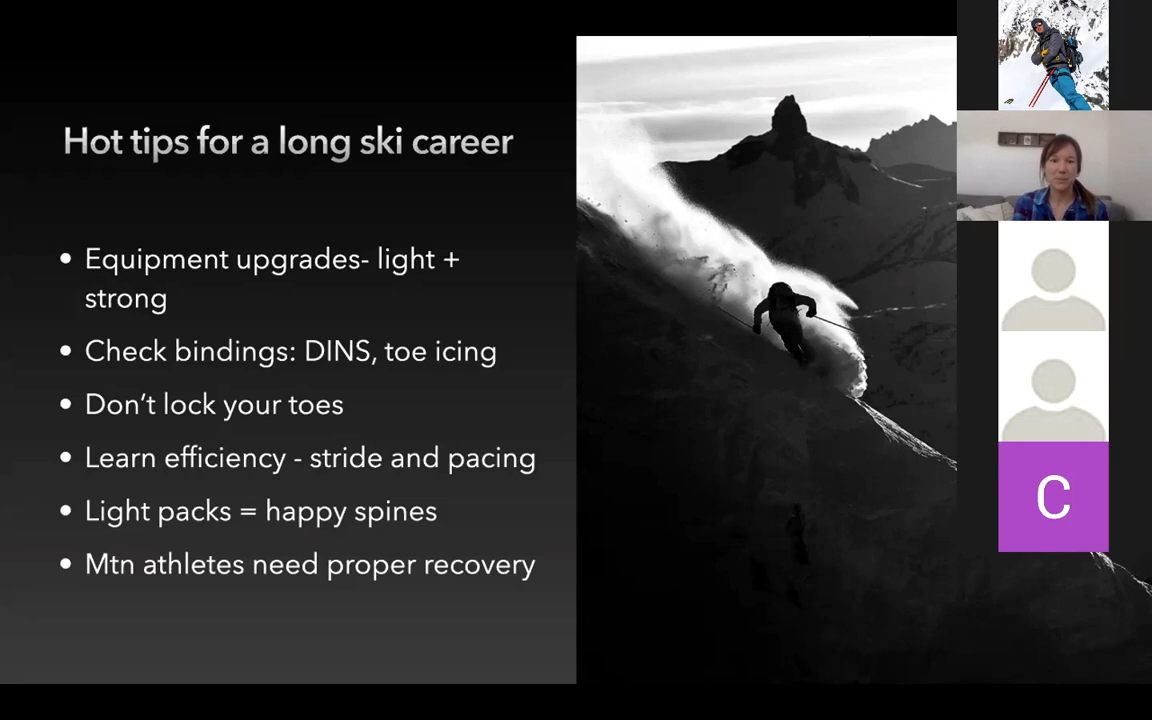 Hot tips for a long ski career
• Equipment upgrades- light +
strong
• Check bindings: DINS, toe icing
• Don’t lock your toes
• Learn efficiency - stride and pacing
• Light packs = happy spines
• Mtn athletes need proper recovery
C